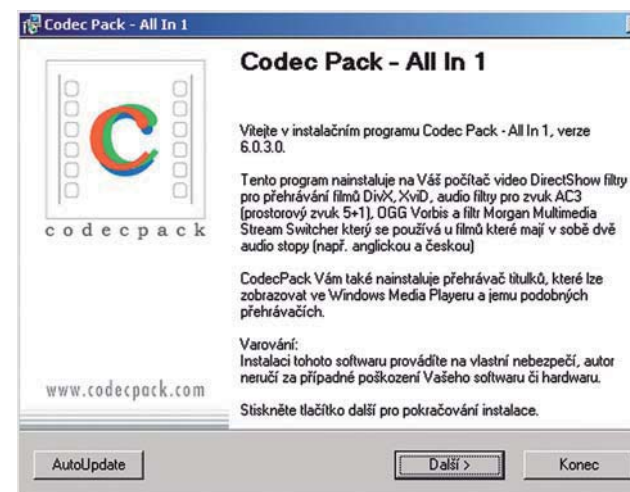 Codec Pack - All In 1
Codec Pack - All In 1
Vítejte v instalačním programu Codec Pack - All In 1, verze
6.0.3.0.
Tento program nainstaluje na Váš počítač video DirectShow filtry
pro přehrávání filmů DivX, XviD, audio filtry pro zvuk AC3
(prostorový zvuk 5+1), OGG Vorbis a filtr Morgan Multimedia
Stream Switcher který se používá u filmů které mají v sobě dvě
audio stopy (např. anglickou a českou)
CodecPack Vám také nainstaluje přehrávač titulků, které lze
zobrazovat ve Windows Media Playeru a jemu podobných
přehrávačích.
Varování:
Instalaci tohoto softwaru provádíte na vlastní nebezpečí, autor
neručí za případné poškození Vašeho softwaru či hardwaru.
Stiskněte tlačítko další pro pokračování instalace.
C
codecpack
www.codecpack.com
AutoUpdate
Další >
Konec